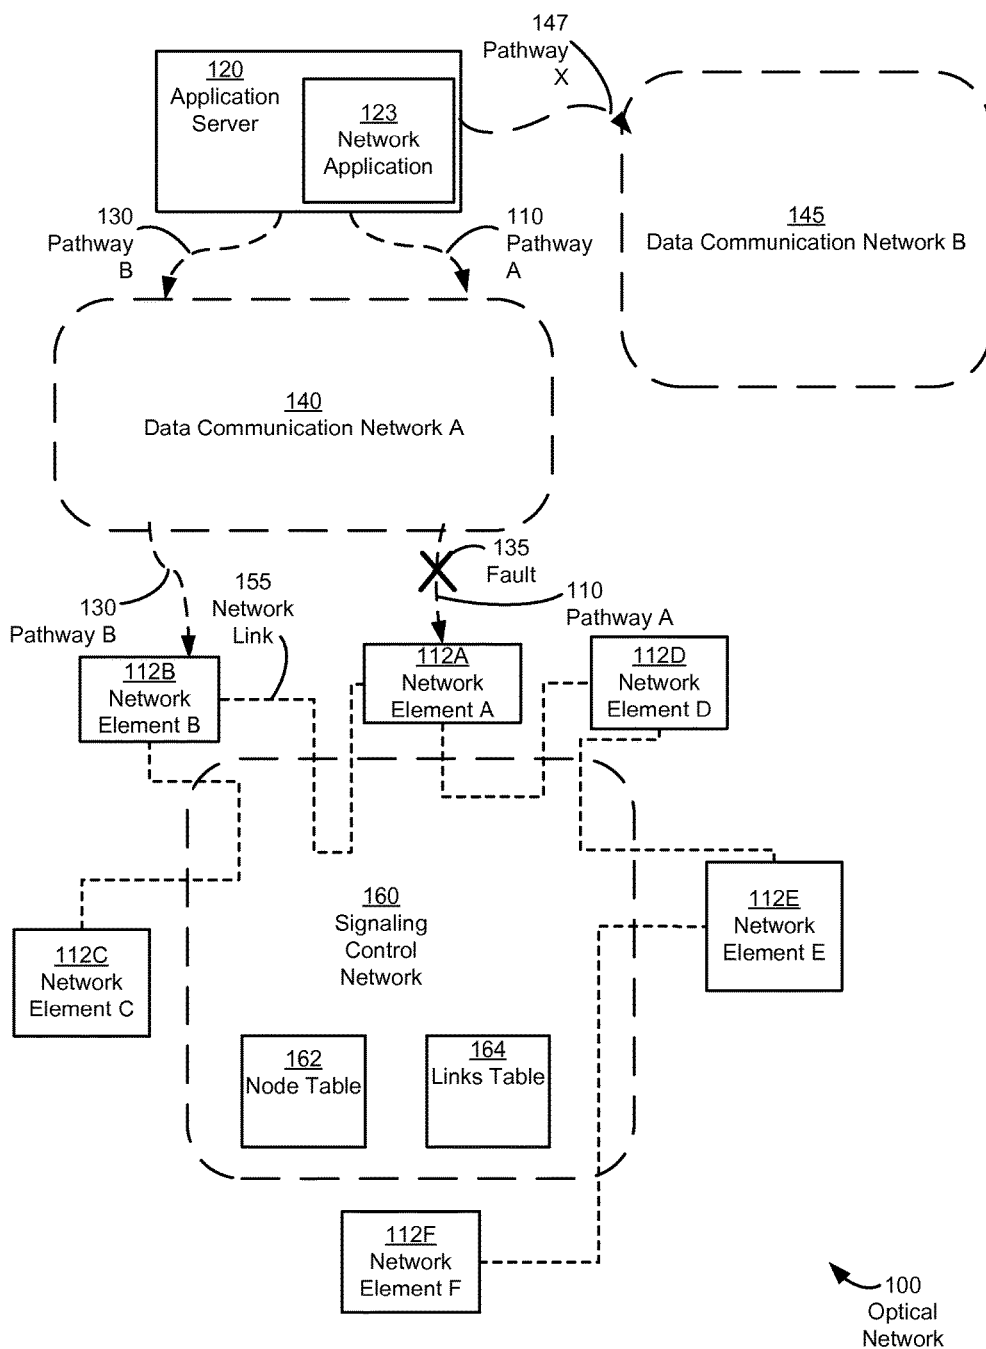 147
Pathway
X
120
Application
Server
123
Network
Application
130
Pathway
B
110
Pathway
A
145
Data Communication Network B
140
Data Communication Network A
135
Fault
155
Network
Link
110
Pathway A
130
Pathway B
112B
Network
Element B
112A
Network
Element A
112D
Network
Element D
160
Signaling
Control
Network
112E
Network
Element E
112C
Network
Element C
162
Node Table
164
Links Table
112F
Network
Element F
100
Optical
Network